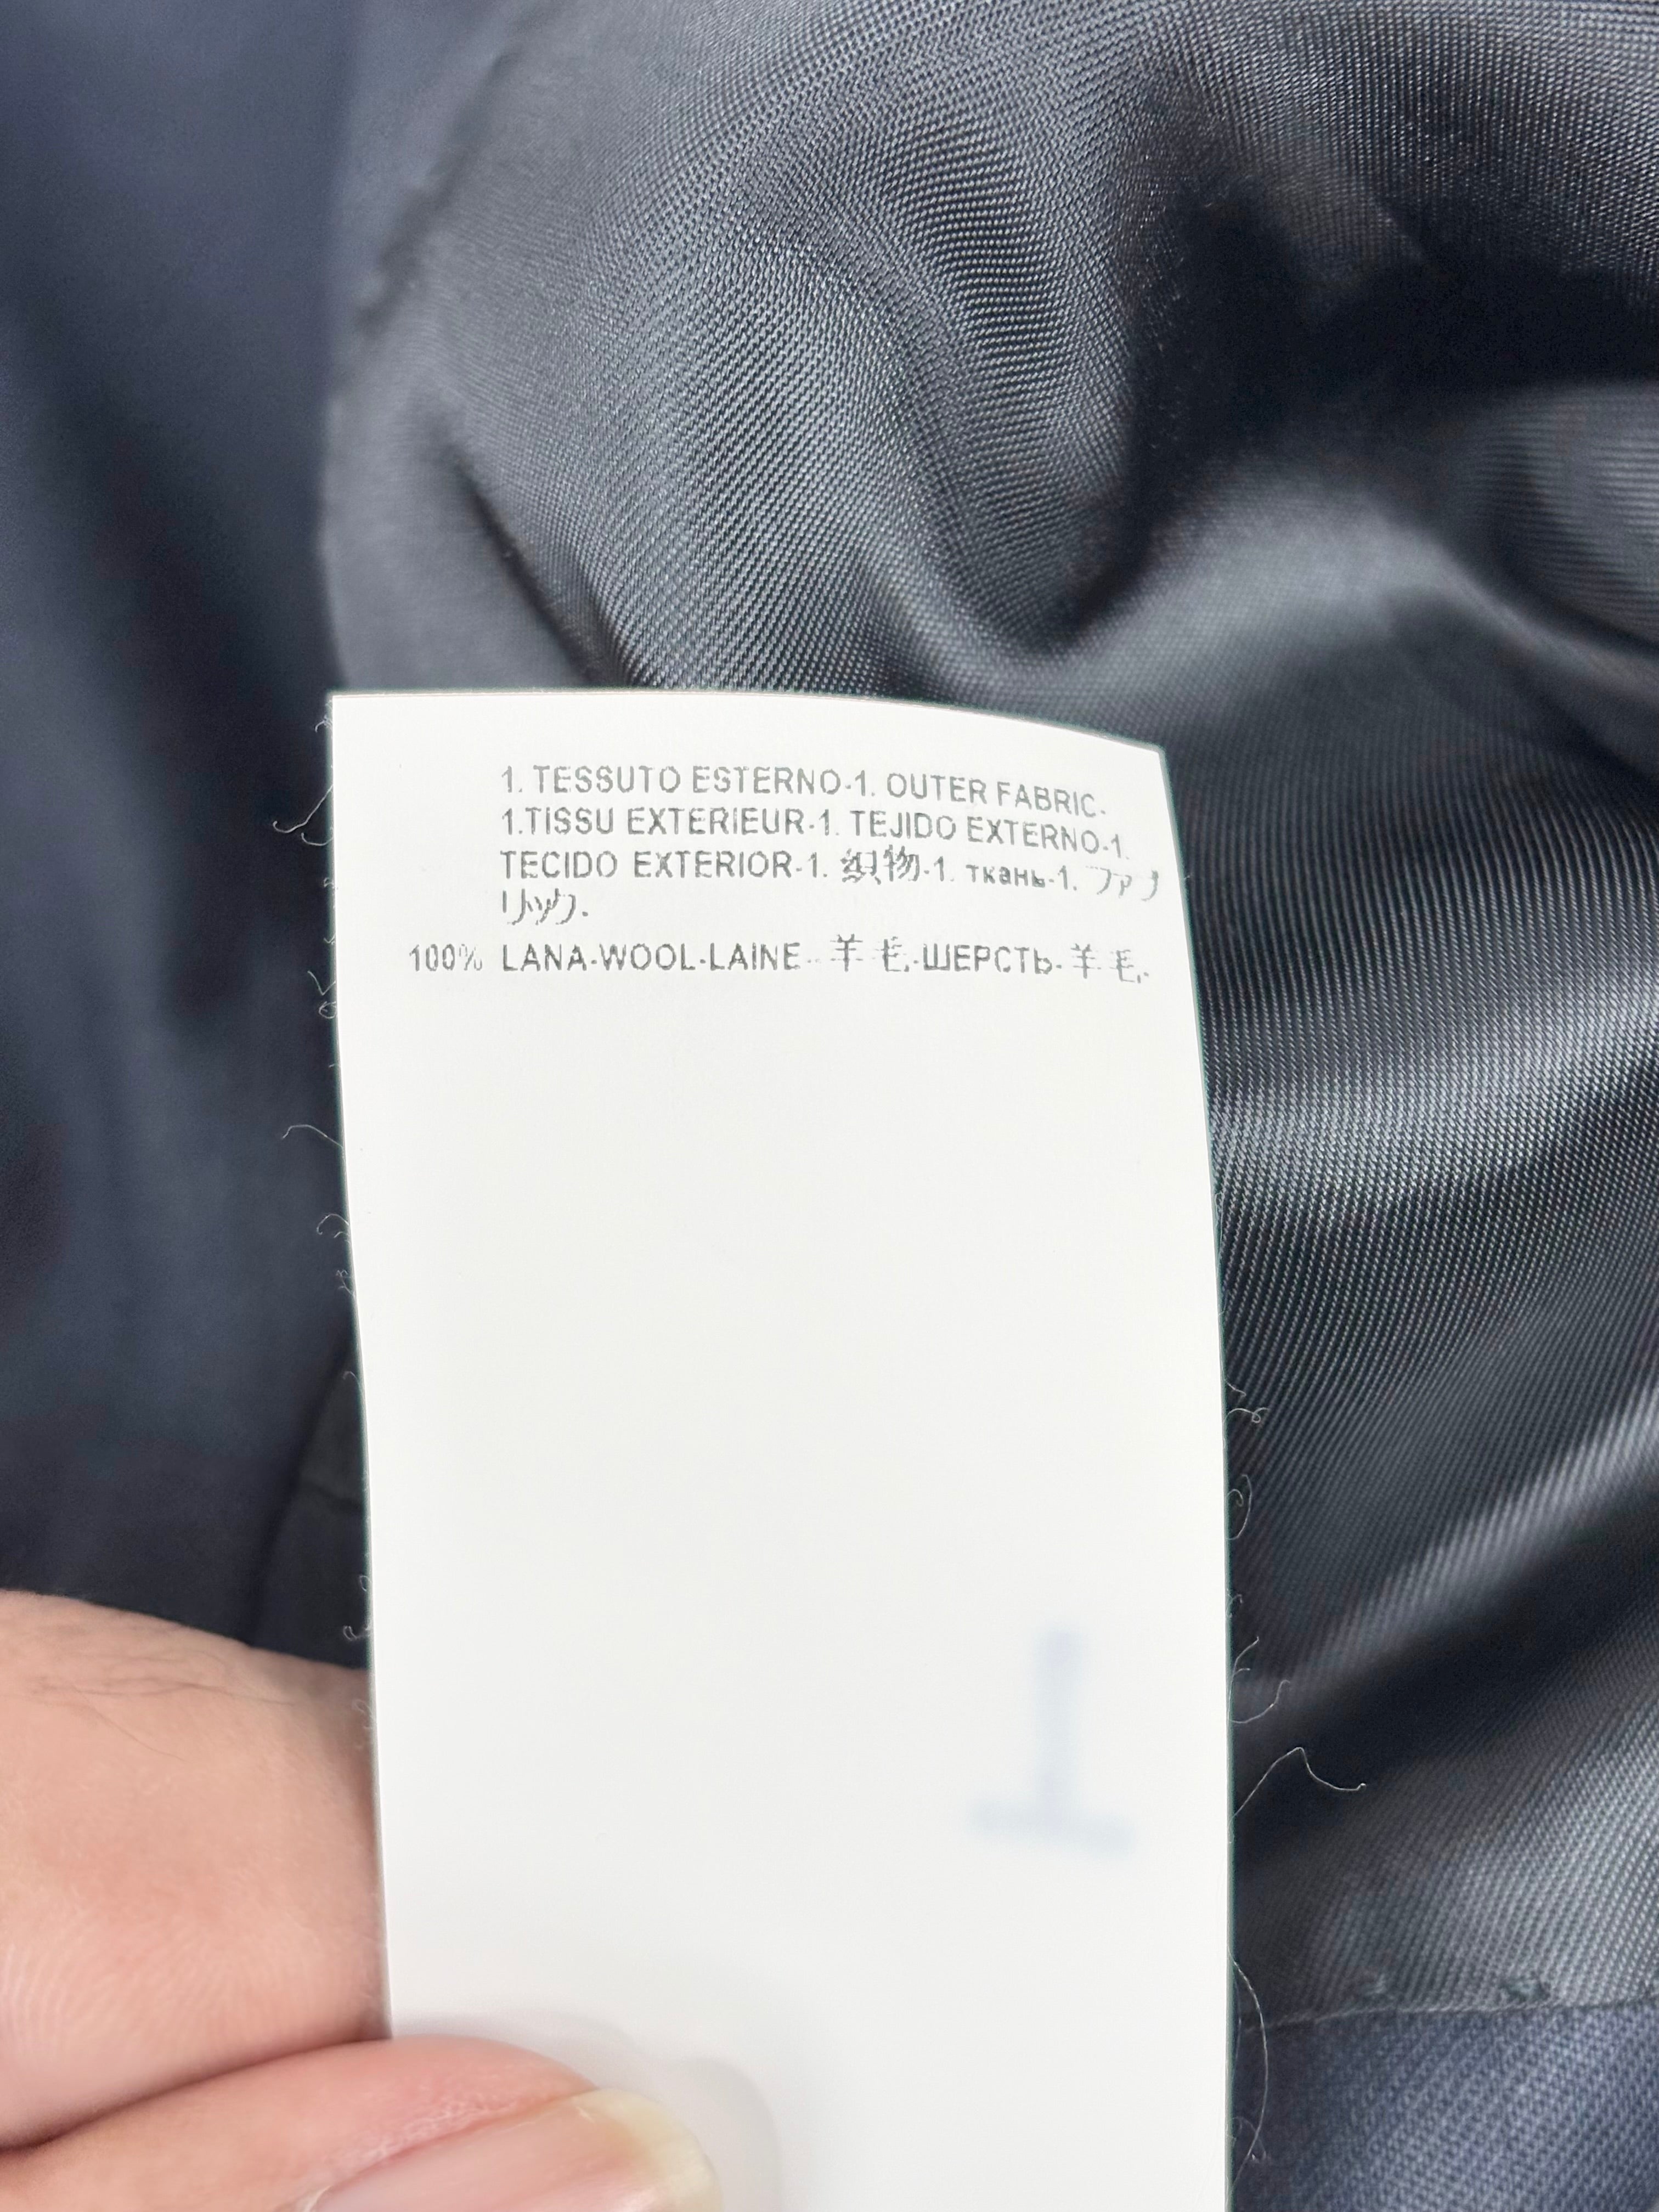 1. TESSUTO ESTERNO-1. OUTER FABRIC-
1.TISSU EXTERIEUR-1. TEJIDO EXTERNO-1.
TECIDO EXTERIOR-1. 织物-1. ткань-1. ファブ
リック.
100% LANA-WOOL-LAINE- 羊毛-ШЕРСТЬ-羊毛.